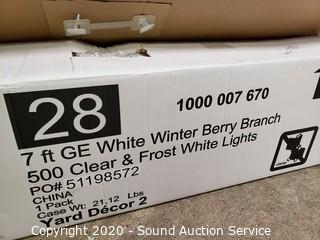 28
1000 007 670
7 ft GE White Winter Berry Branch
500 Clear & Frost White Lights
PO# 51198572
CHINA
1 Pack
Case Wt: 21,12 Lbs
Yard Décor 2
Copyright 2020 - Sound Auction Service